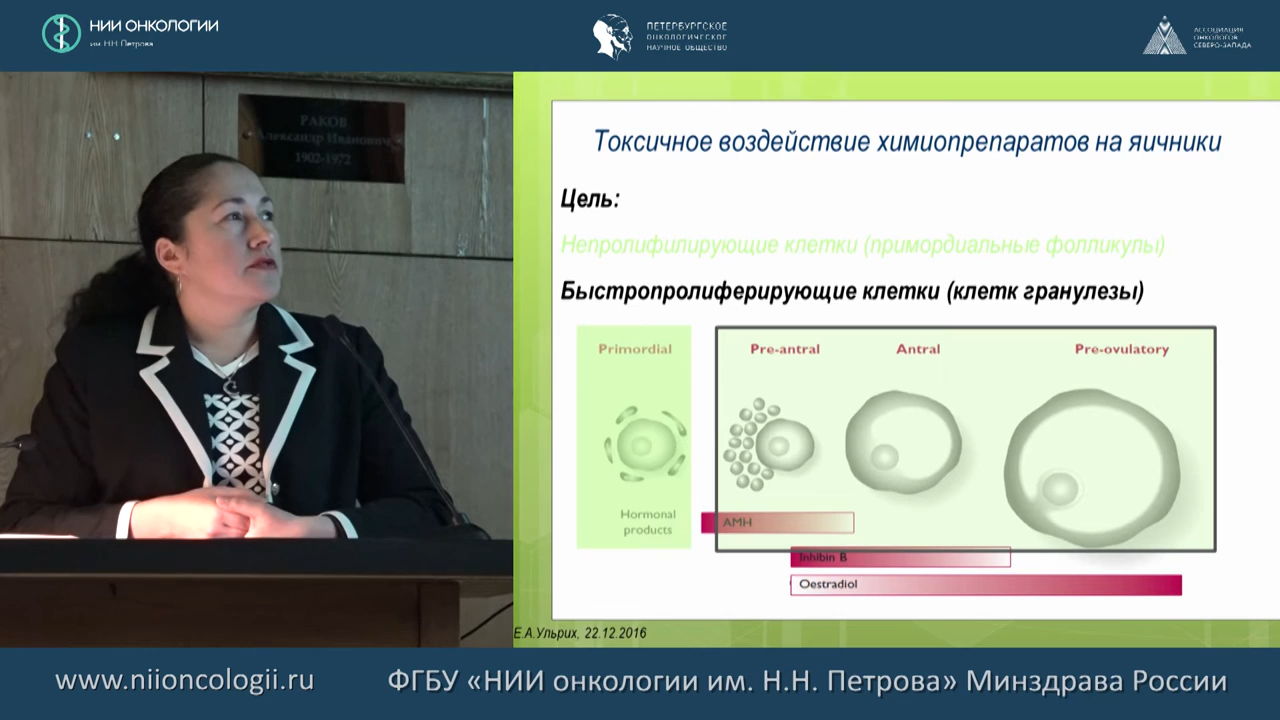 НИИ ОНКОЛОГИИ
им. Н.Н. Петрова
ПЕТЕРБУРГСКОЕ
ОНКОЛОГИЧЕСКОЕ
НАУЧНОЕ ОБЩЕСТВО
АССОЦИАЦИЯ
ОНКОЛОГОВ
СЕВЕРО-ЗАПАДА
РАКОВ
Александр Иванович
1902-1972
Токсичное воздействие химиопрепаратов на яичники
Цель:
Непролифилирующие клетки (примордиальные фолликулы)
Быстропролиферирующие клетки (клетк гранулезы)
Primordial
Pre-antral
Antral
Pre-ovulatory
Hormonal
products
AMH
Inhibin B
Oestradiol
Е.А.Ульрих, 22.12.2016
www.niioncologii.ru
ФГБУ «НИИ онкологии им. Н.Н. Петрова» Минздрава России